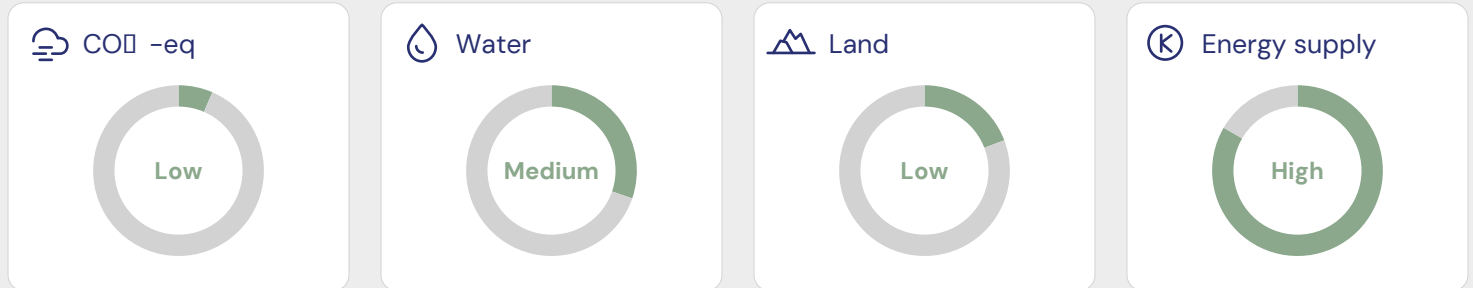 CO▯ -eq
Low
Water
Medium
Land
Low
Energy supply
High